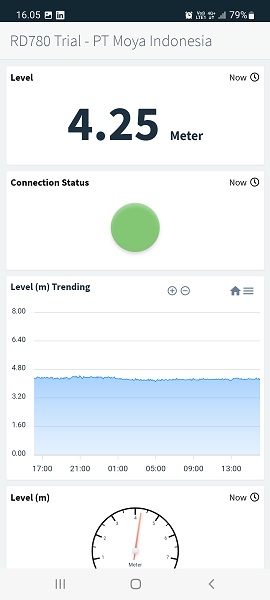 16.05
79%
RD780 Trial - PT Moya Indonesia
Level
Now
4.25 Meter
Connection Status
Now
Level (m) Trending
8.00
6.40
4.80
3.20
1.60
0.00
17:00 21:00 01:00 05:00 09:00 13:00
Level (m)
Now
1 2 3 4 5 6 7
Meter